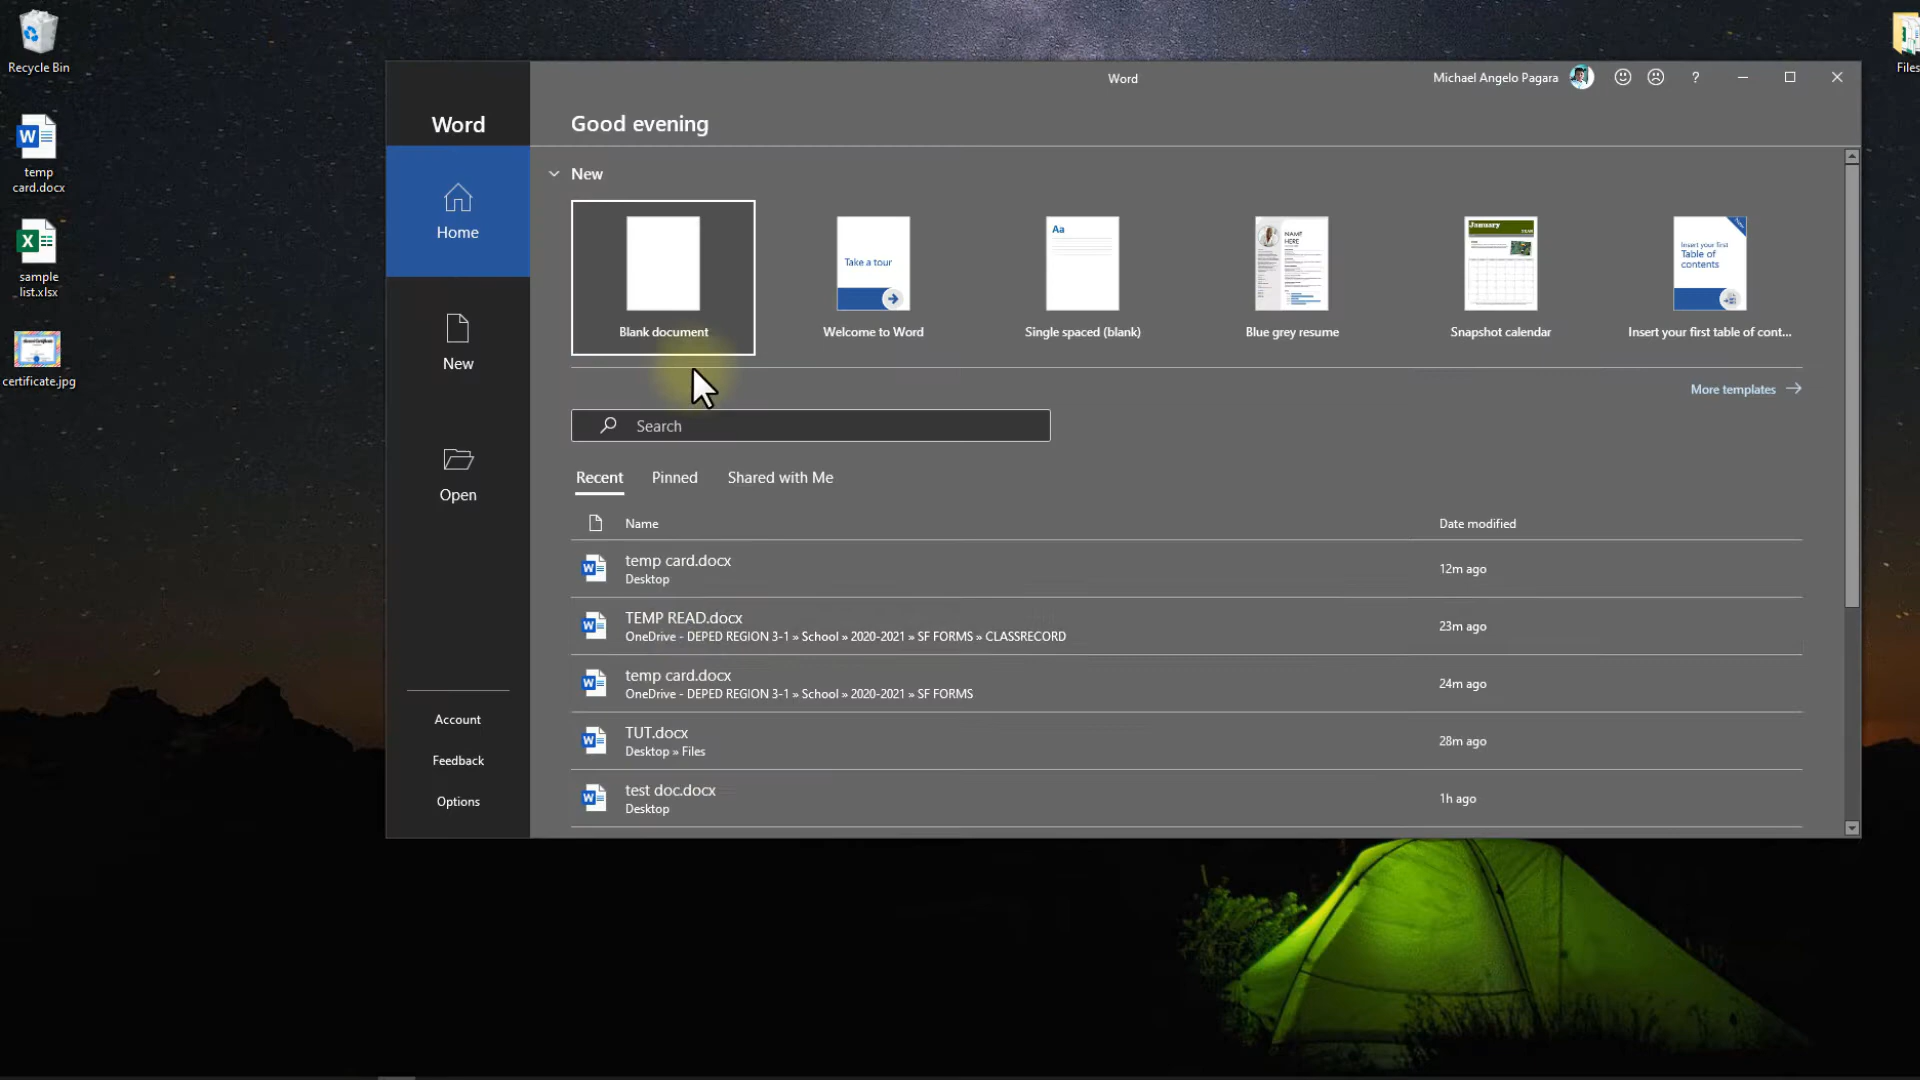 Recycle Bin
temp
card.docx
sample
list.xlsx
certificate.jpg
Files
Word
Michael Angelo Pagara
?
Word
Home
New
Open
Account
Feedback
Options
Good evening
New
Blank document
Take a tour
Welcome to Word
Aa
Single spaced (blank)
NAME
HERE
Blue grey resume
January
Snapshot calendar
Insert your first
Table of
contents
Insert your first table of cont...
More templates
Search
Recent Pinned Shared with Me
Name Date modified
temp card.docx
Desktop
12m ago
TEMP READ.docx
OneDrive - DEPED REGION 3-1 » School » 2020-2021 » SF FORMS » CLASSRECORD
23m ago
temp card.docx
OneDrive - DEPED REGION 3-1 » School » 2020-2021 » SF FORMS
24m ago
TUT.docx
Desktop » Files
28m ago
test doc.docx
Desktop
1h ago